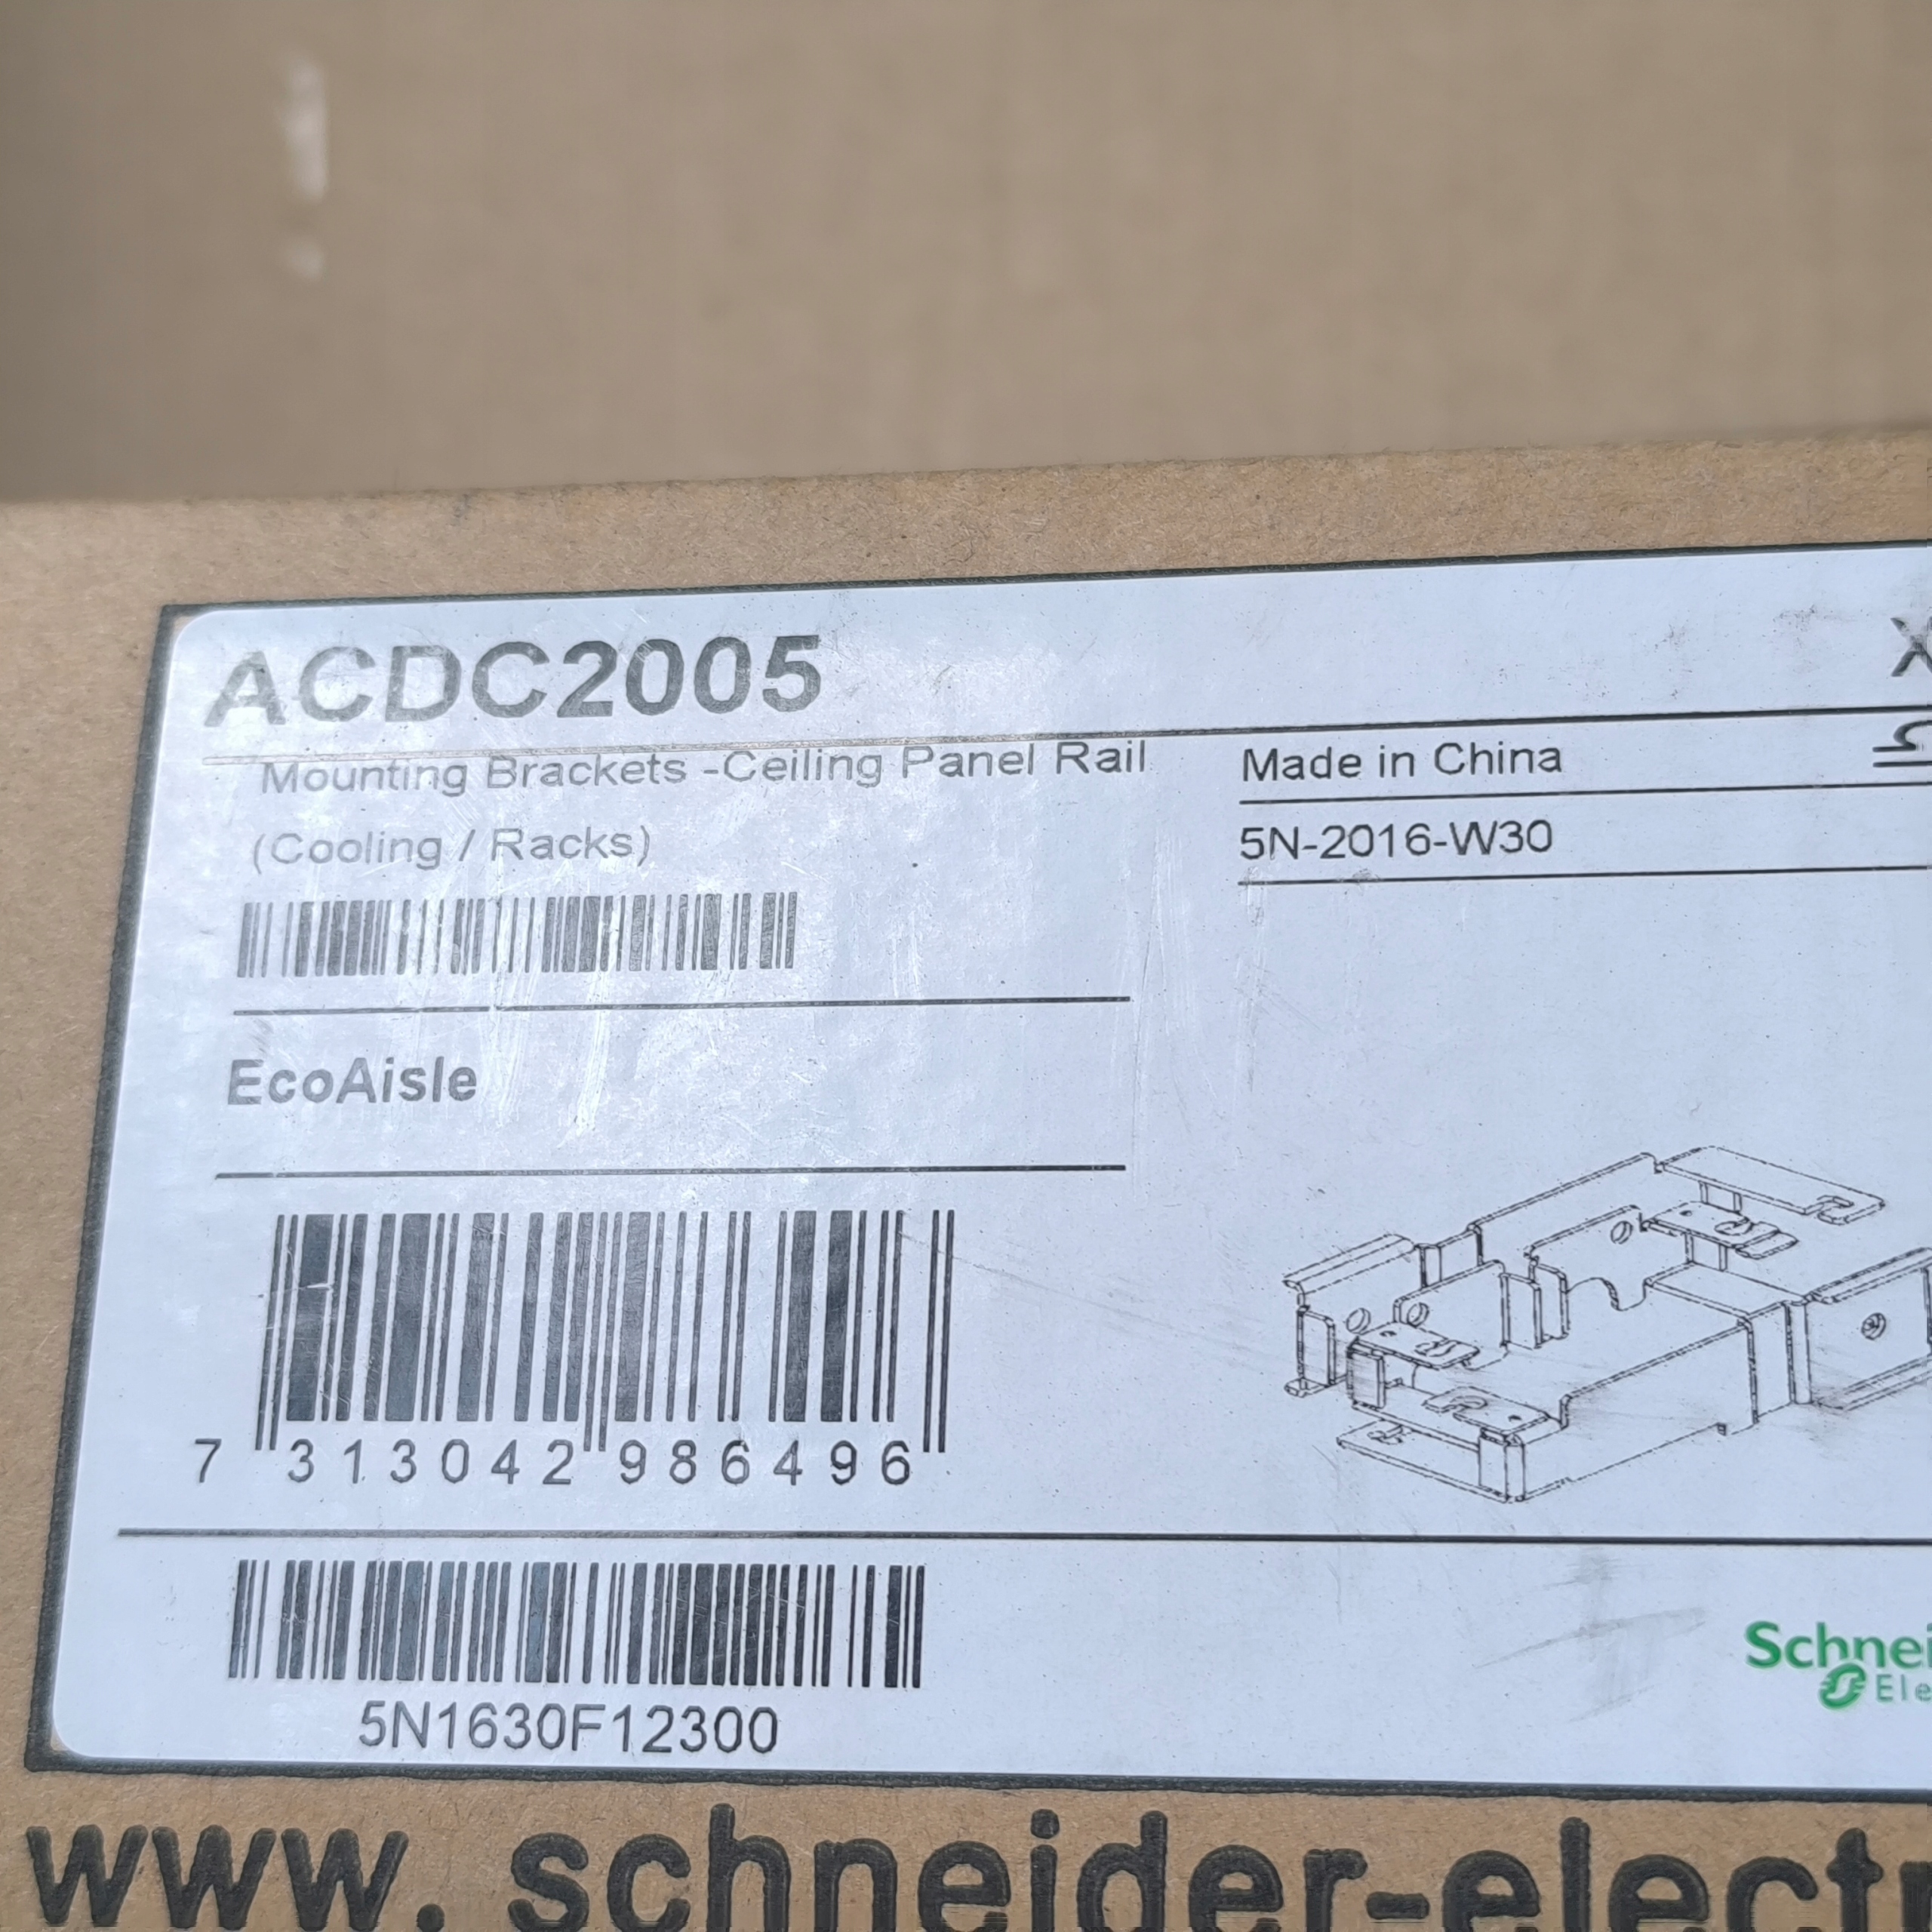 ACDC2005
Mounting Brackets -Ceiling Panel Rail
(Cooling / Racks)
Made in China
5N-2016-W30
EcoAisle
7 313042 986496
5N1630F12300
Schnei
Ele
www.schneider-electr